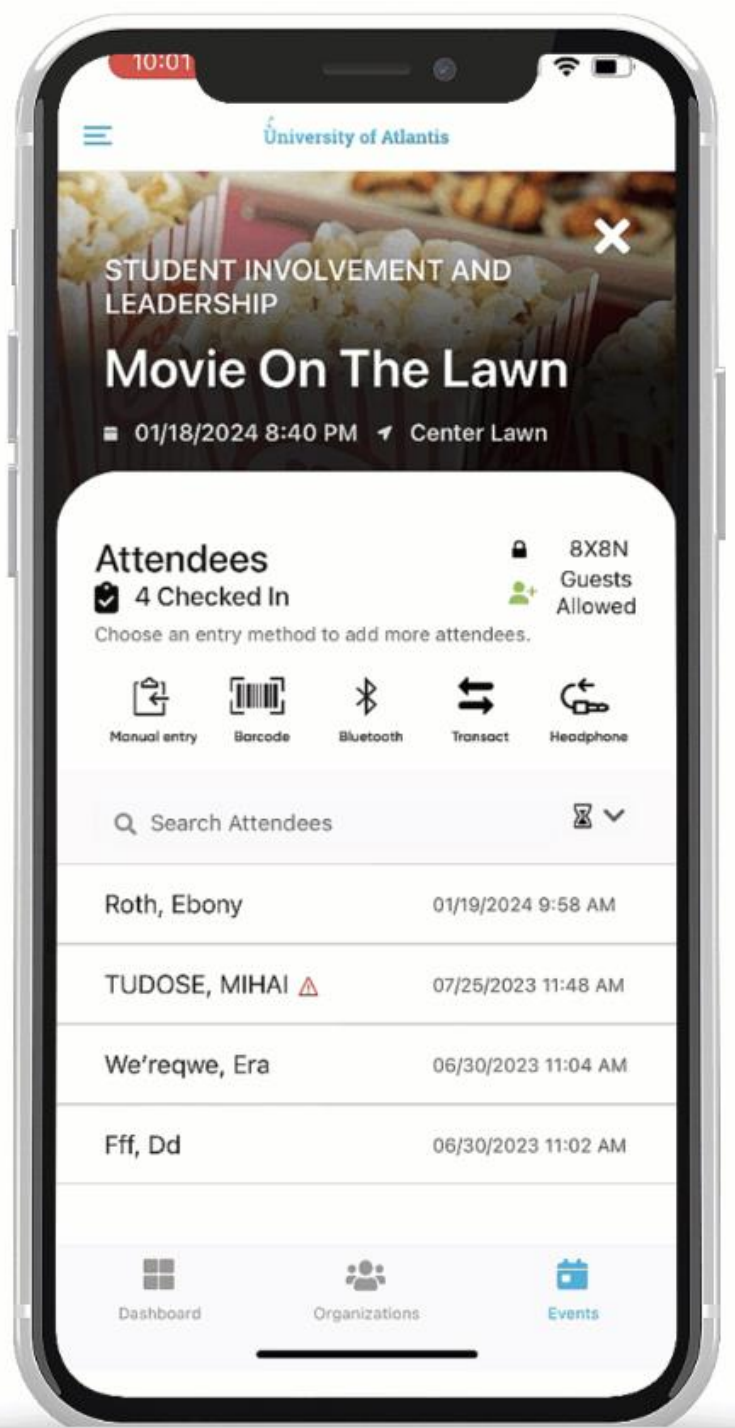 10:01
University of Atlantis
STUDENT INVOLVEMENT AND
LEADERSHIP
Movie On The Lawn
01/18/2024 8:40 PM Center Lawn
Attendees
8X8N
4 Checked In
Guests
Allowed
Choose an entry method to add more attendees.
Manual entry Barcode Bluetooth Transact Headphone
Search Attendees
Roth, Ebony 01/19/2024 9:58 AM
TUDOSE, MIHAI 07/25/2023 11:48 AM
We'reqwe, Era 06/30/2023 11:04 AM
Fff, Dd 06/30/2023 11:02 AM
Dashboard Organizations Events